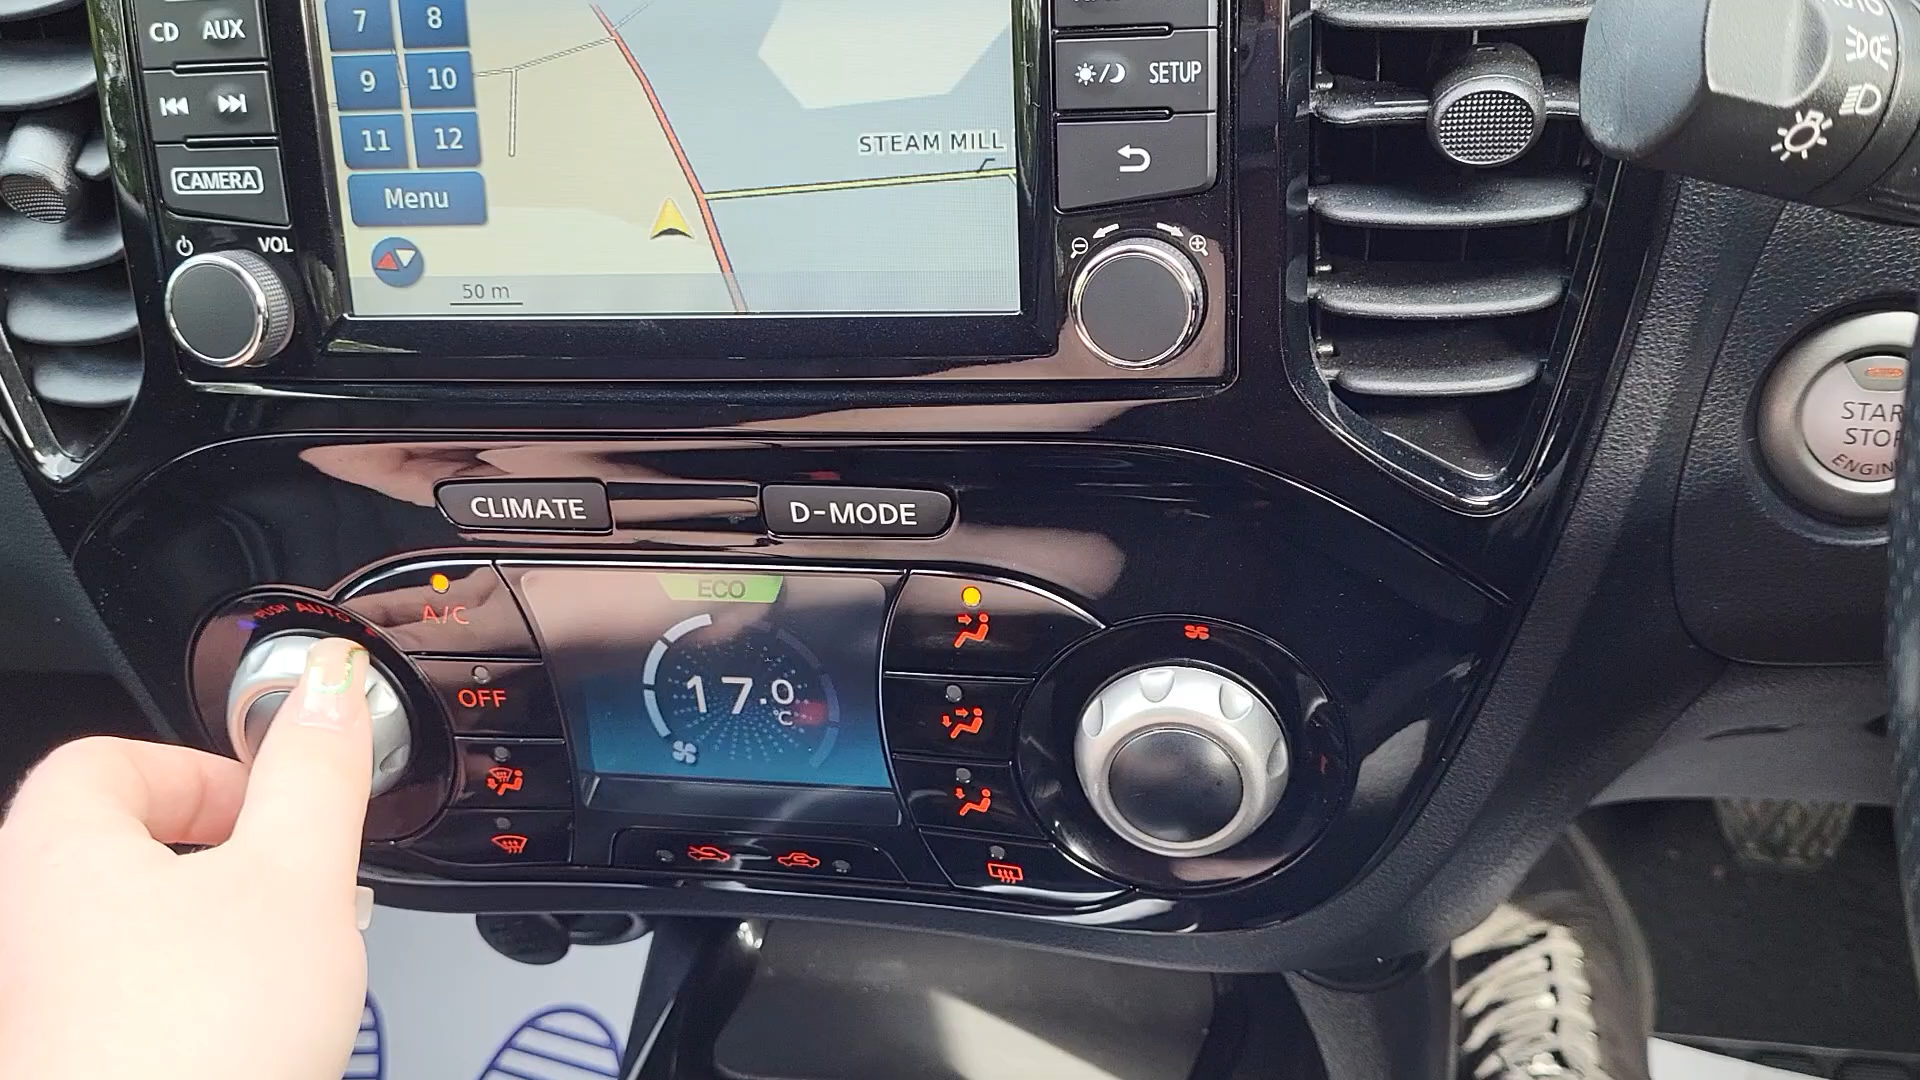 CD AUX
CAMERA
VOL
7 8
9 10
11 12
Menu
50 m
STEAM MILL
SETUP
CLIMATE
D-MODE
PUSH AUTO
A/C
OFF
ECO
17.0
°C
AUTO